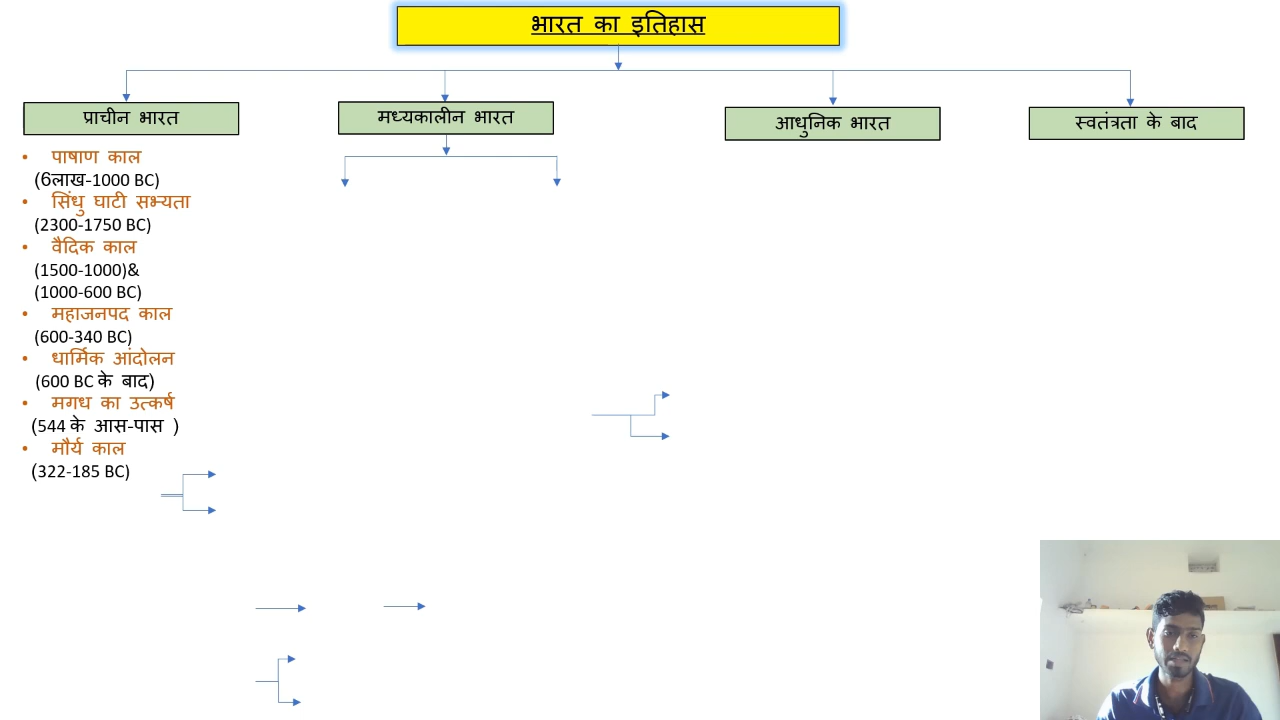 भारत का इतिहास
प्राचीन भारत
मध्यकालीन भारत
आधुनिक भारत
स्वतंत्रता के बाद
• पाषाण काल
(6लाख-1000 BC)
• सिंधु घाटी सभ्यता
(2300-1750 BC)
• वैदिक काल
(1500-1000)&
(1000-600 BC)
• महाजनपद काल
(600-340 BC)
• धार्मिक आंदोलन
(600 BC के बाद)
• मगध का उत्कर्ष
(544 के आस-पास )
• मौर्य काल
(322-185 BC)